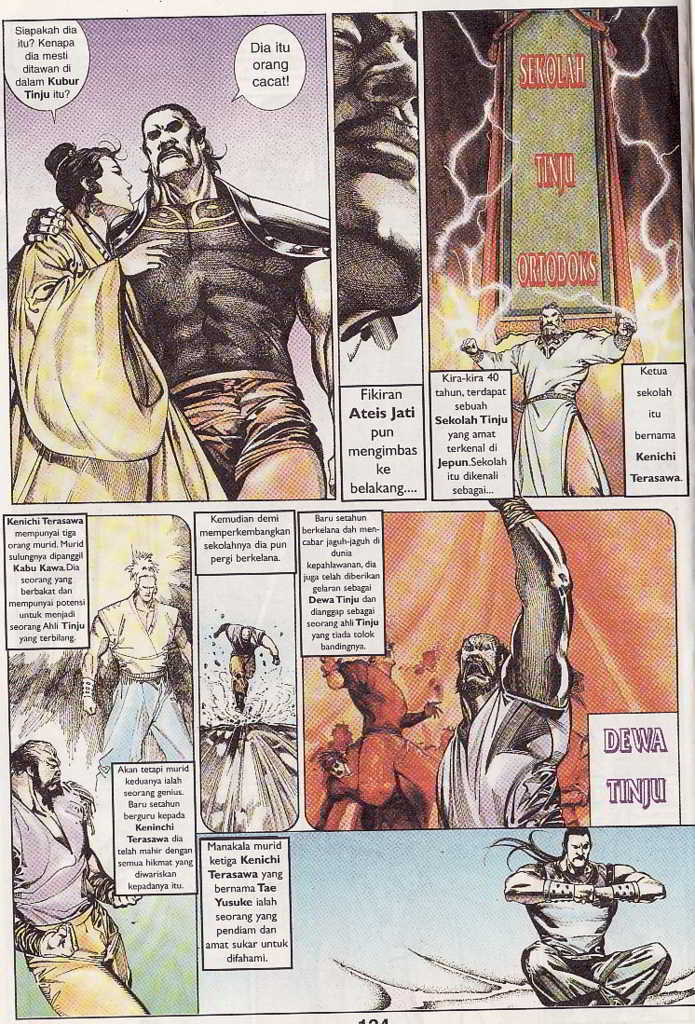 Siapakah dia
itu? Kenapa
dia mesti
ditawan di
dalam Kubur
Tinju itu?
Dia itu
orang
cacat!
Fikiran
Ateis Jati
pun
mengimbas
ke
belakang....
SEKOLAH
TINJU
ORTODOKS
Kira-kira 40
tahun, terdapat
sebuah
Sekolah Tinju
yang amat
terkenal di
Jepun.Sekolah
itu dikenali
sebagai...
Ketua
sekolah
itu
bernama
Kenichi
Terasawa.
Kenichi Terasawa
mempunyai tiga
orang murid. Murid
sulungnya dipanggil
Kabu Kawa.Dia
seorang yang
berbakat dan
mempunyai potensi
untuk menjadi
seorang Ahli Tinju
yang terbilang.
Kemudian demi
memperkembangkan
sekolahnya dia pun
pergi berkelana.
Baru setahun
berkelana dah men-
cabar jaguh-jaguh di
dunia
kepahlawanan, dia
juga telah diberikan
gelaran sebagai
Dewa Tinju dan
dianggap sebagai
seorang ahli Tinju
yang tiada tolok
bandingnya.
DEWA
TINJU
Akan tetapi murid
keduanya ialah
seorang genius.
Baru setahun
berguru kepada
Keninchi
Terasawa dia
telah mahir dengan
semua hikmat yang
diwariskan
kepadanya itu.
Manakala murid
ketiga Kenichi
Terasawa yang
bernama Tae
Yusuke ialah
seorang yang
pendiam dan
amat sukar untuk
difahami.
124